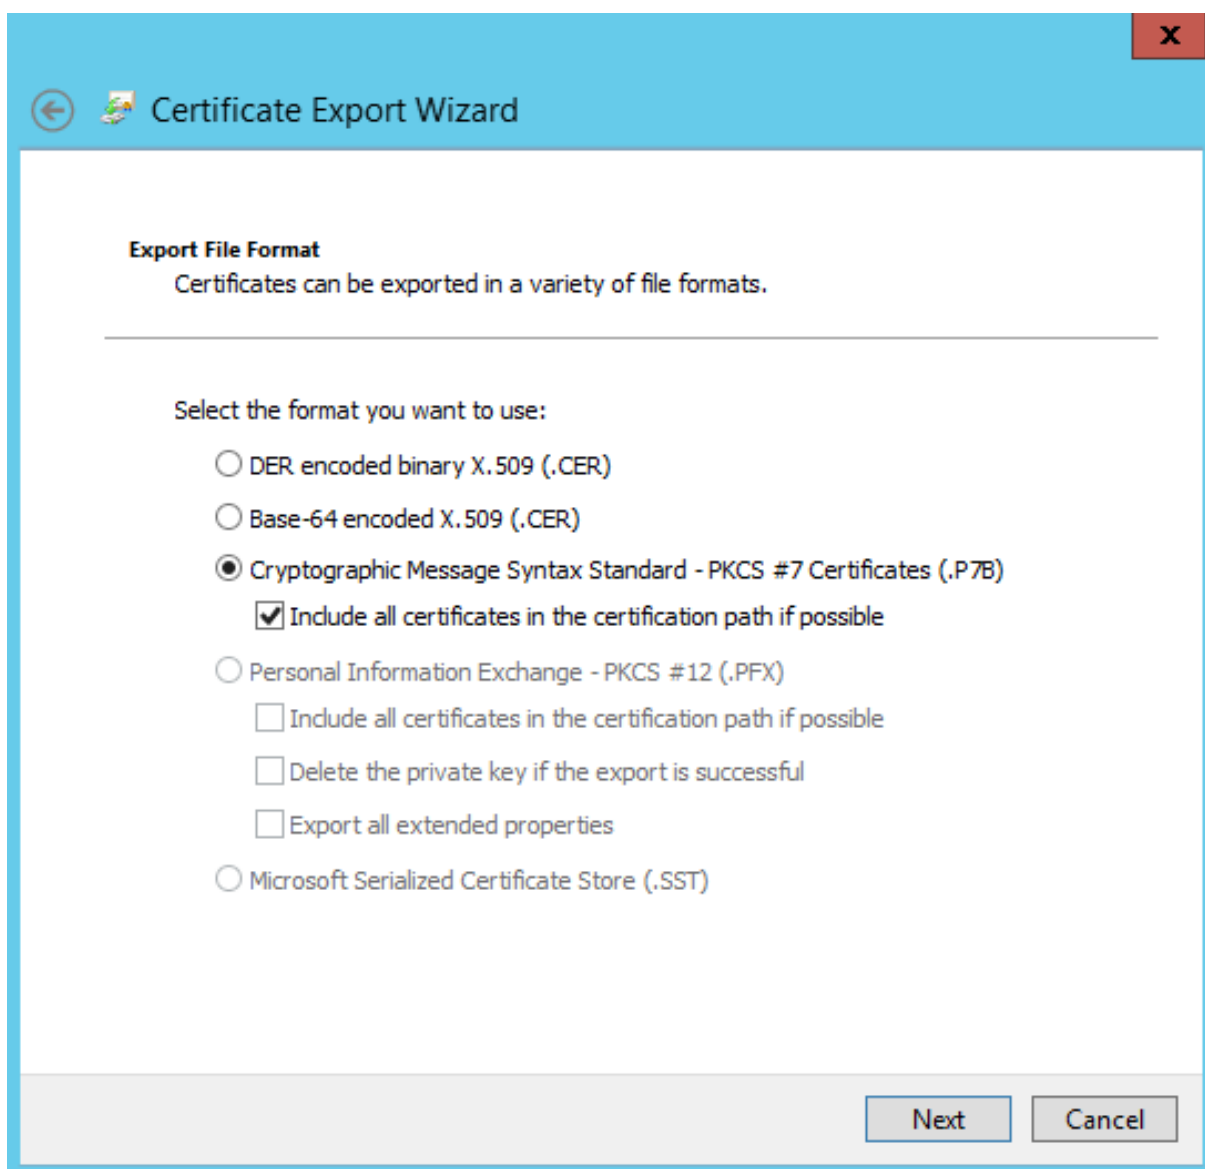 x
Certificate Export Wizard
Export File Format
Certificates can be exported in a variety of file formats.
Select the format you want to use:
DER encoded binary X.509 (.CER)
Base-64 encoded X.509 (.CER)
Cryptographic Message Syntax Standard - PKCS #7 Certificates (.P7B)
Include all certificates in the certification path if possible
Personal Information Exchange - PKCS #12 (.PFX)
Include all certificates in the certification path if possible
Delete the private key if the export is successful
Export all extended properties
Microsoft Serialized Certificate Store (.SST)
Next Cancel